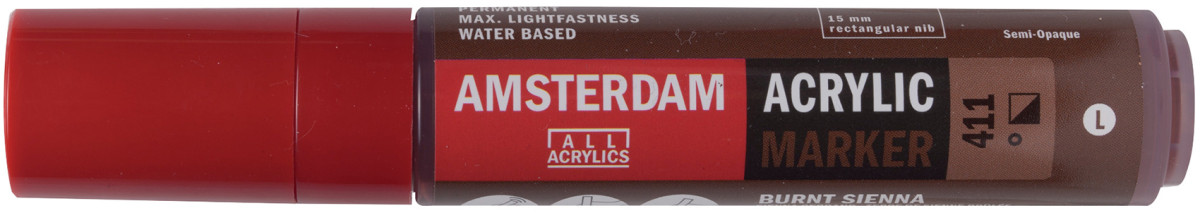 PERMANENT
MAX. LIGHTFASTNESS
WATER BASED
15 mm
rectangular nib
Semi-Opaque
AMSTERDAM
ALL
ACRYLICS
ACRYLIC
MARKER
411
L
BURNT SIENNA